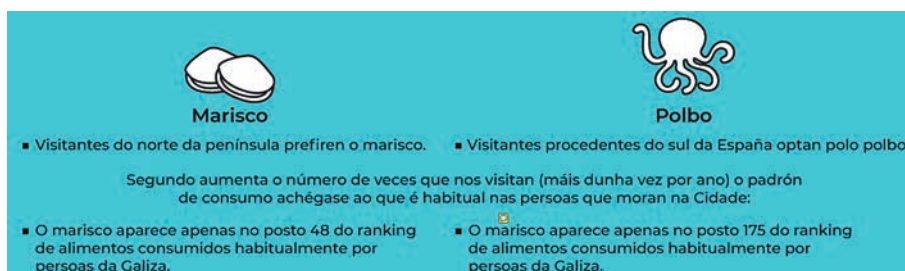 Marisco
▪ Visitantes do norte da península prefiren o marisco.
Polbo
▪ Visitantes procedentes do sul da España optan polo polbo
Segundo aumenta o número de veces que nos visitan (máis dunha vez por ano) o padrón
de consumo achégase ao que é habitual nas persoas que moran na Cidade:
▪ O marisco aparece apenas no posto 48 do ranking
de alimentos consumidos habitualmente por
persoas da Galiza.
▪ O marisco aparece apenas no posto 175 do ranking
de alimentos consumidos habitualmente por
persoas da Galiza.